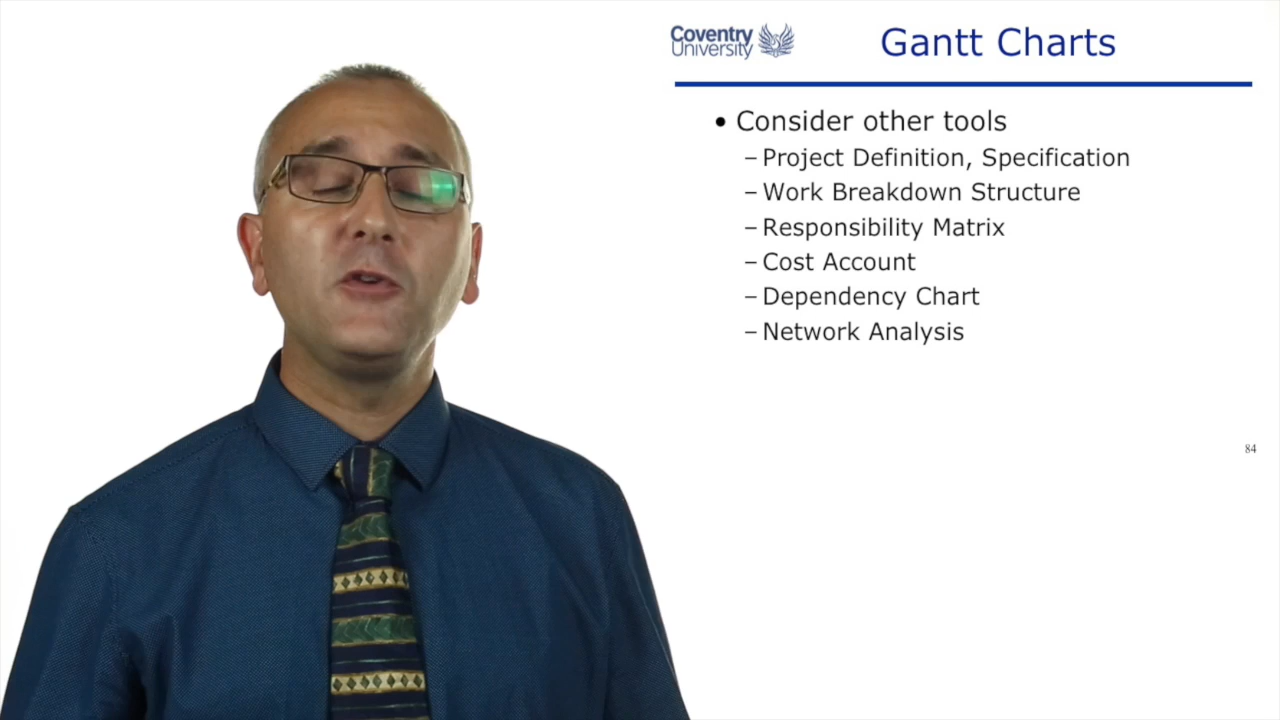 Coventry
University
Gantt Charts
• Consider other tools
– Project Definition, Specification
– Work Breakdown Structure
– Responsibility Matrix
– Cost Account
– Dependency Chart
– Network Analysis
84